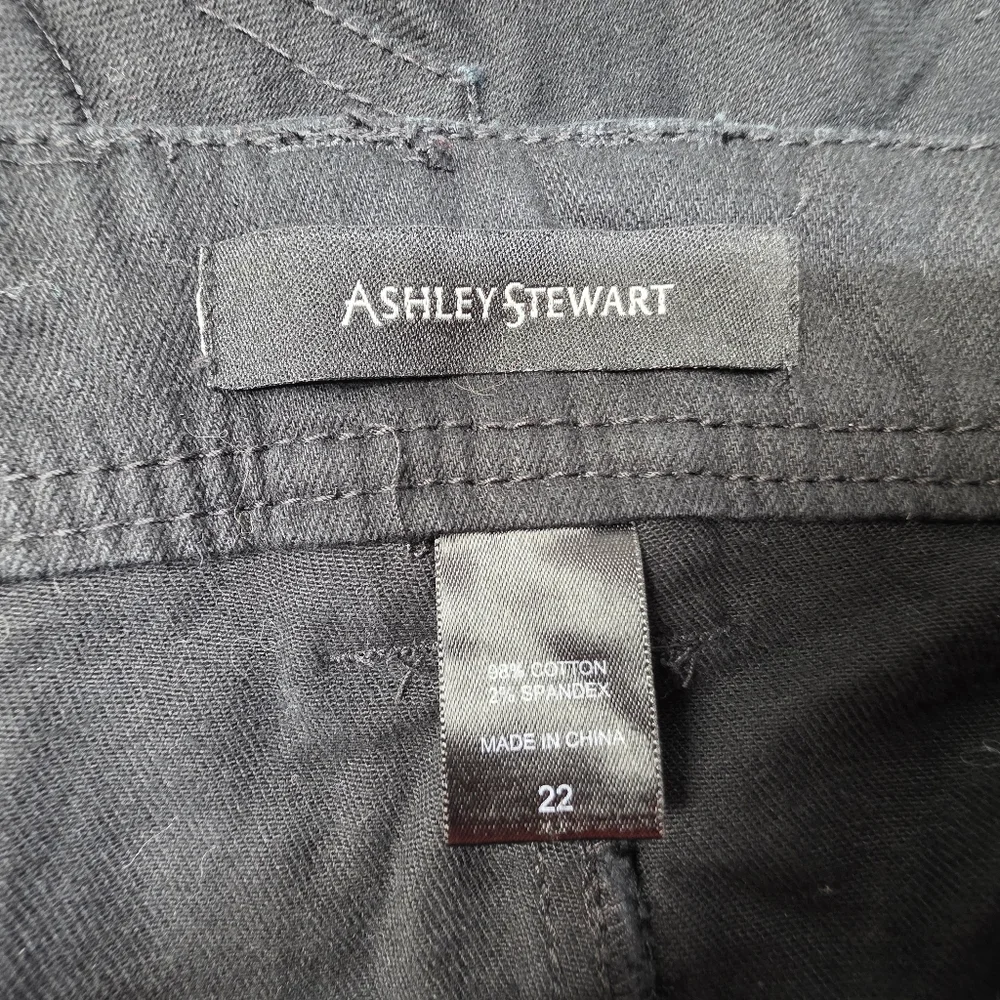 ASHLEY STEWART
98% COTTON
2% SPANDEX
MADE IN CHINA
22